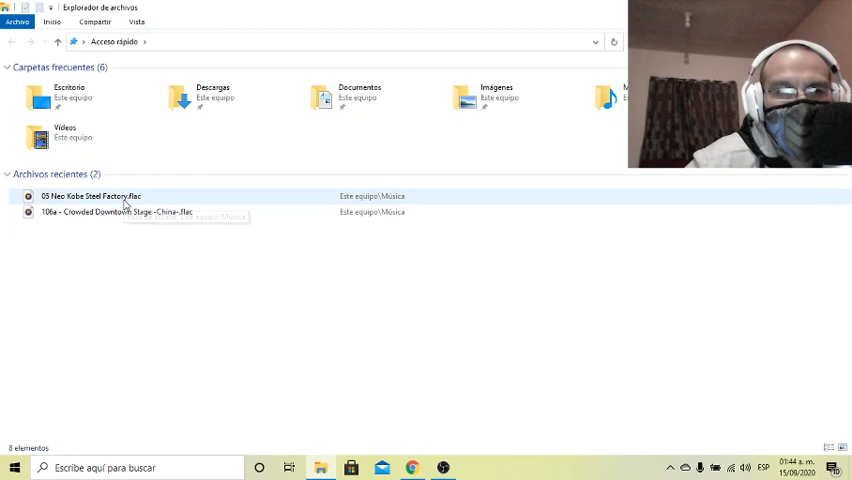 Explorador de archivos
Archivo Inicio Compartir Vista
Acceso rápido
Carpetas frecuentes (6)
Escritorio
Este equipo
Descargas
Este equipo
Documentos
Este equipo
Imágenes
Este equipo
Vídeos
Este equipo
Archivos recientes (2)
05 Neo Kobe Steel Factory.flac Este equipo\Música
106a - Crowded Downtown Stage -China-.flac Este equipo\Música
8 elementos
Escribe aquí para buscar
ESP
01:44 a. m.
15/09/2020